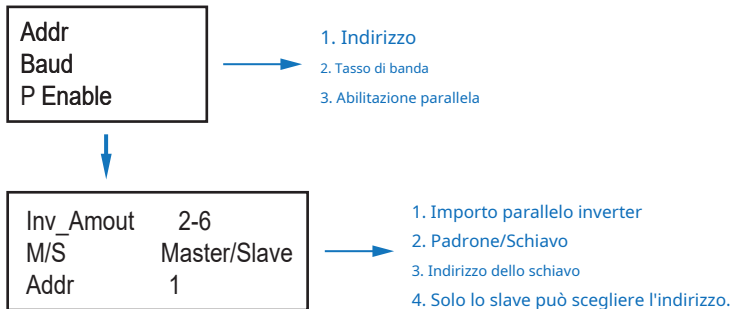 Addr
Baud
P Enable
1. Indirizzo
2. Tasso di banda
3. Abilitazione parallela
Inv_Amout 2-6
M/S Master/Slave
Addr 1
1. Importo parallelo inverter
2. Padrone/Schiavo
3. Indirizzo dello schiavo
4. Solo lo slave può scegliere l'indirizzo.